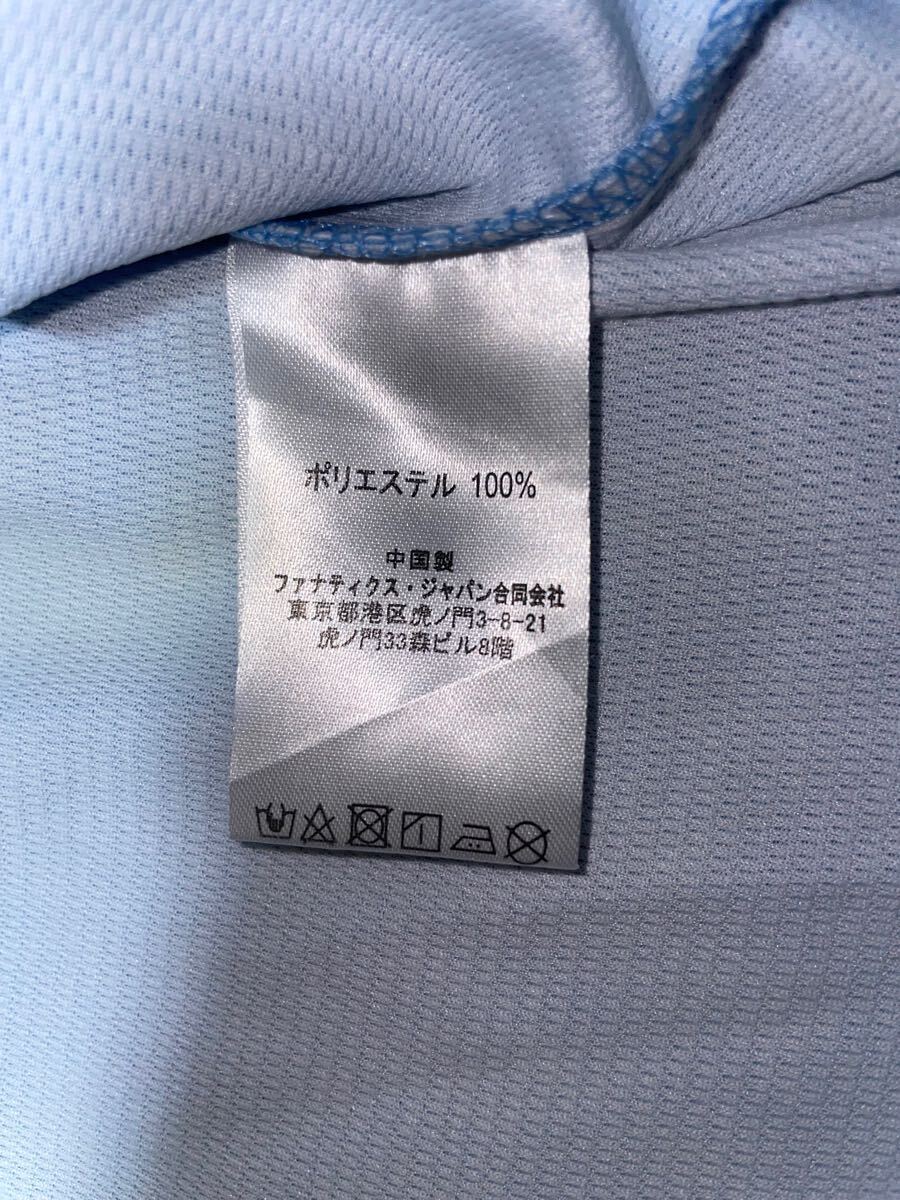 ポリエステル 100%
中国製
ファナティクス・ジャパン合同会社
東京都港区虎ノ門3-8-21
虎ノ門33森ビル8階